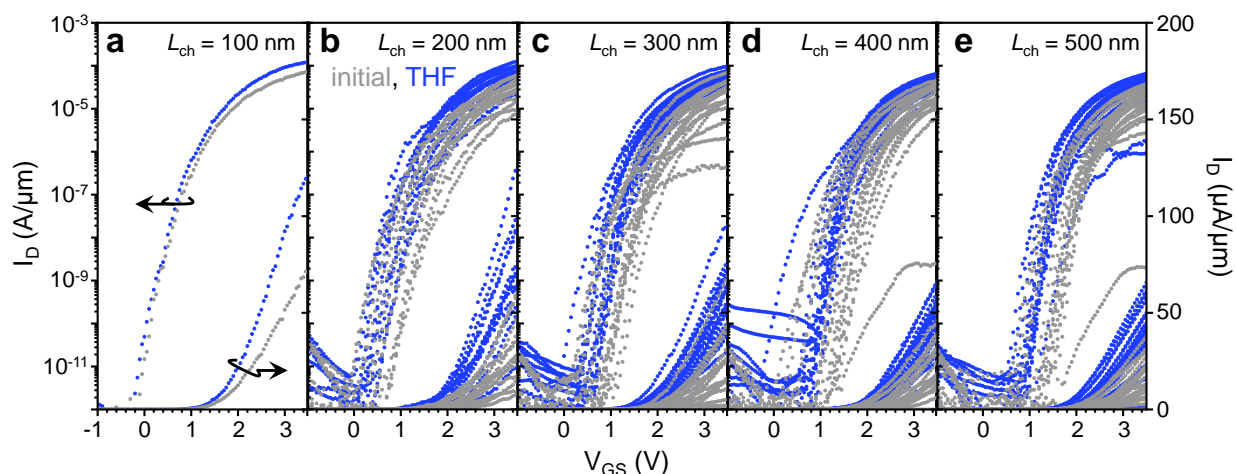 a L_ch = 100 nm b L_ch = 200 nm c L_ch = 300 nm d L_ch = 400 nm e L_ch = 500 nm
initial, THF
I_D (A/µm)
10^-3
10^-5
10^-7
10^-9
10^-11
200
150
100
50
0
I_D (µA/µm)
-1 0 1 2 3 0 1 2 3 0 1 2 3 0 1 2 3 0 1 2 3
V_GS (V)